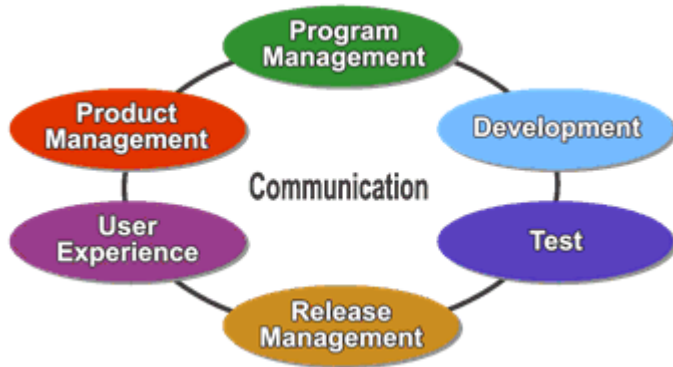 Program
Management
Product
Management
Development
Communication
User
Experience
Test
Release
Management